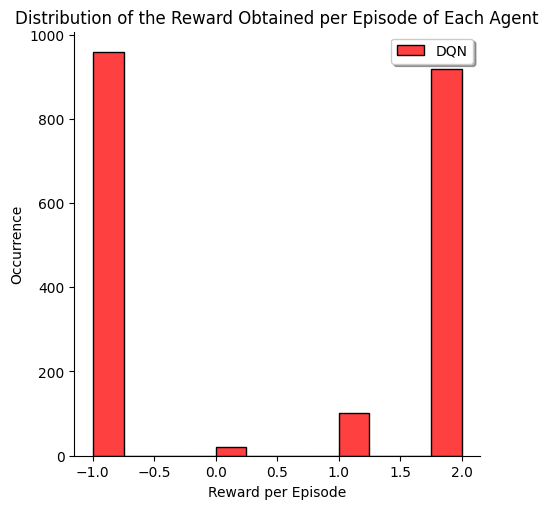 Distribution of the Reward Obtained per Episode of Each Agent
DQN
1000
800
600
400
200
0
Occurrence
−1.0 −0.5 0.0 0.5 1.0 1.5 2.0
Reward per Episode